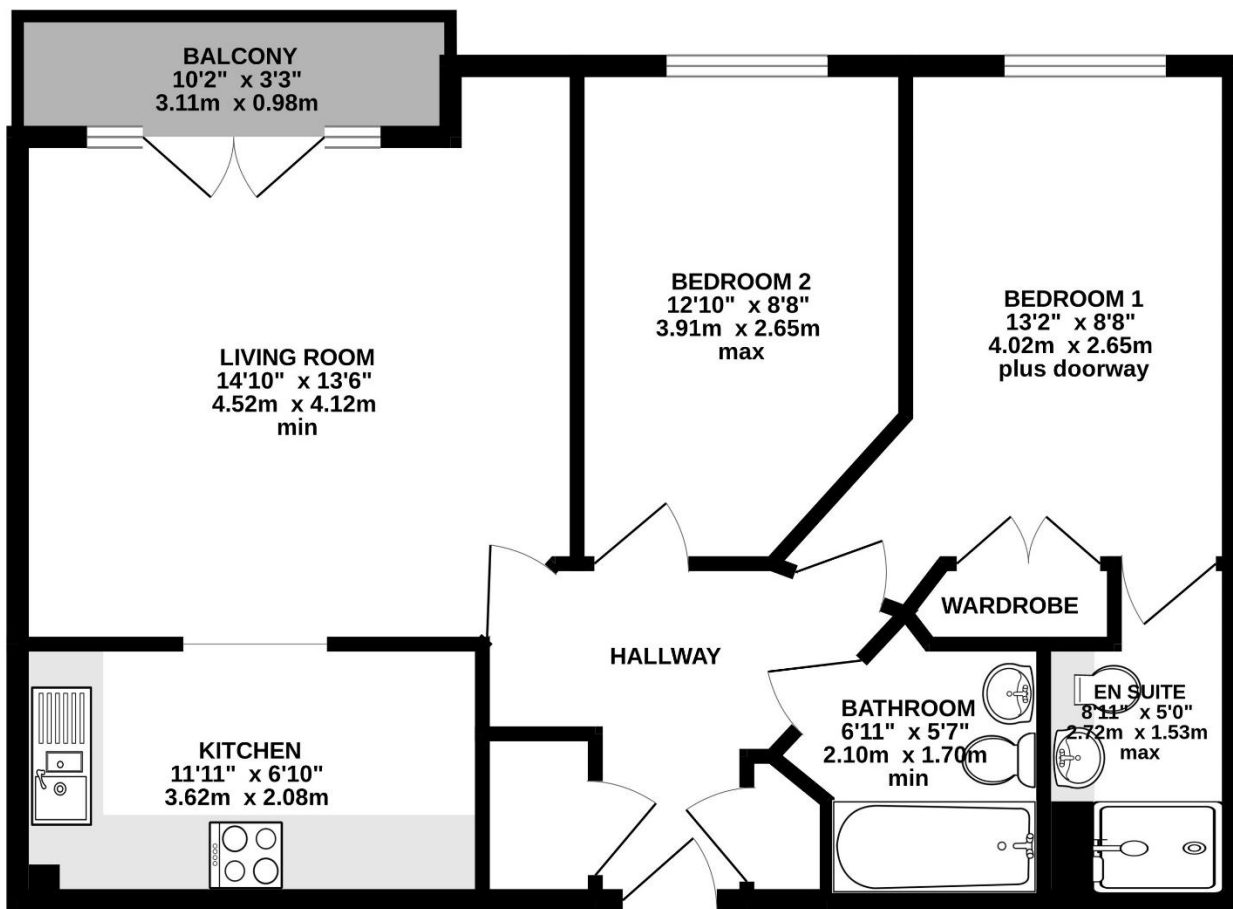 BALCONY
10'2" x 3'3"
3.11m x 0.98m
BEDROOM 2
12'10" x 8'8"
3.91m x 2.65m
max
BEDROOM 1
13'2" x 8'8"
4.02m x 2.65m
plus doorway
LIVING ROOM
14'10" x 13'6"
4.52m x 4.12m
min
WARDROBE
HALLWAY
EN SUITE
8'11" x 5'0"
2.72m x 1.53m
max
BATHROOM
6'11" x 5'7"
2.10m x 1.70m
min
KITCHEN
11'11" x 6'10"
3.62m x 2.08m